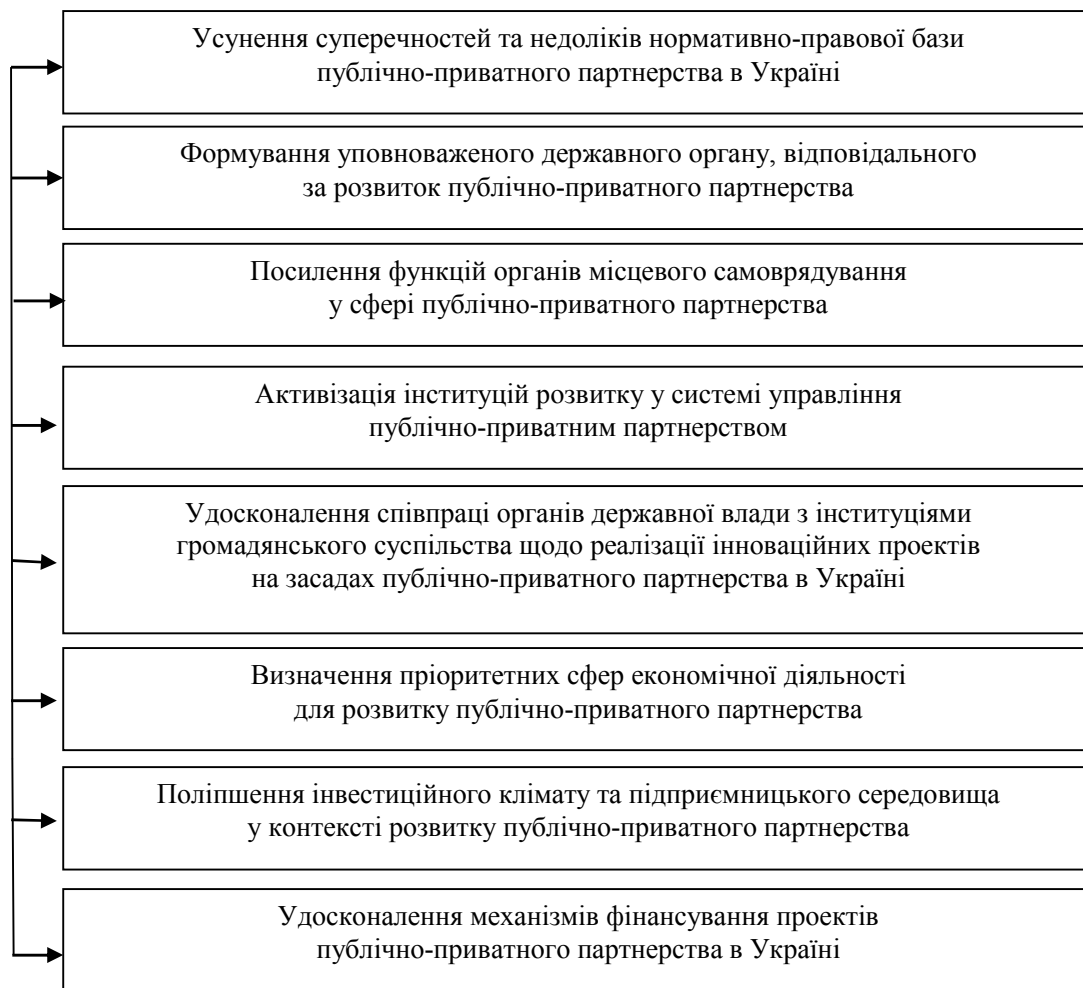 Усунення суперечностей та недоліків нормативно-правової бази
публічно-приватного партнерства в Україні
Формування уповноваженого державного органу, відповідального
за розвиток публічно-приватного партнерства
Посилення функцій органів місцевого самоврядування
у сфері публічно-приватного партнерства
Активізація інституцій розвитку у системі управління
публічно-приватним партнерством
Удосконалення співпраці органів державної влади з інституціями
громадянського суспільства щодо реалізації інноваційних проектів
на засадах публічно-приватного партнерства в Україні
Визначення пріоритетних сфер економічної діяльності
для розвитку публічно-приватного партнерства
Поліпшення інвестиційного клімату та підприємницького середовища
у контексті розвитку публічно-приватного партнерства
Удосконалення механізмів фінансування проектів
публічно-приватного партнерства в Україні